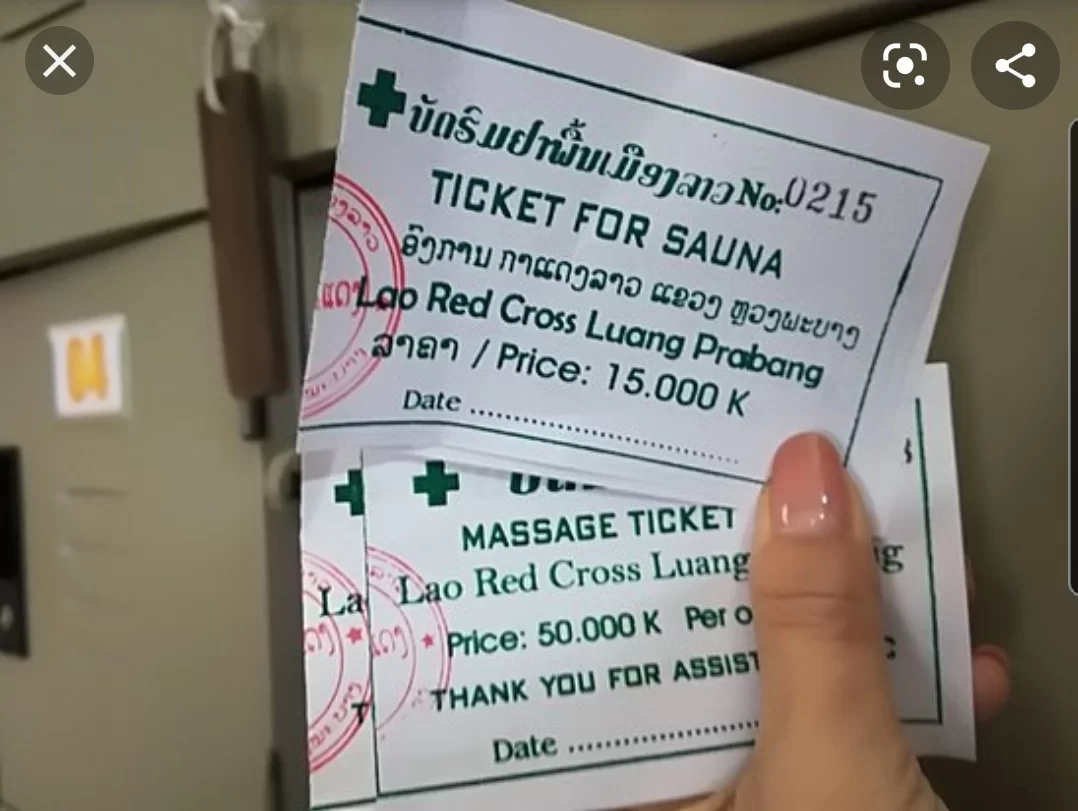 ບັດຮົມຢາພື້ນເມືອງລາວ No: 0215
TICKET FOR SAUNA
ອົງການ ກາແດງລາວ ແຂວງ ຫຼວງພະບາງ
Lao Red Cross Luang Prabang
ລາຄາ / Price: 15.000 K
Date
MASSAGE TICKET
Lao Red Cross Luang
Price: 50.000 K Per
THANK YOU FOR
Date